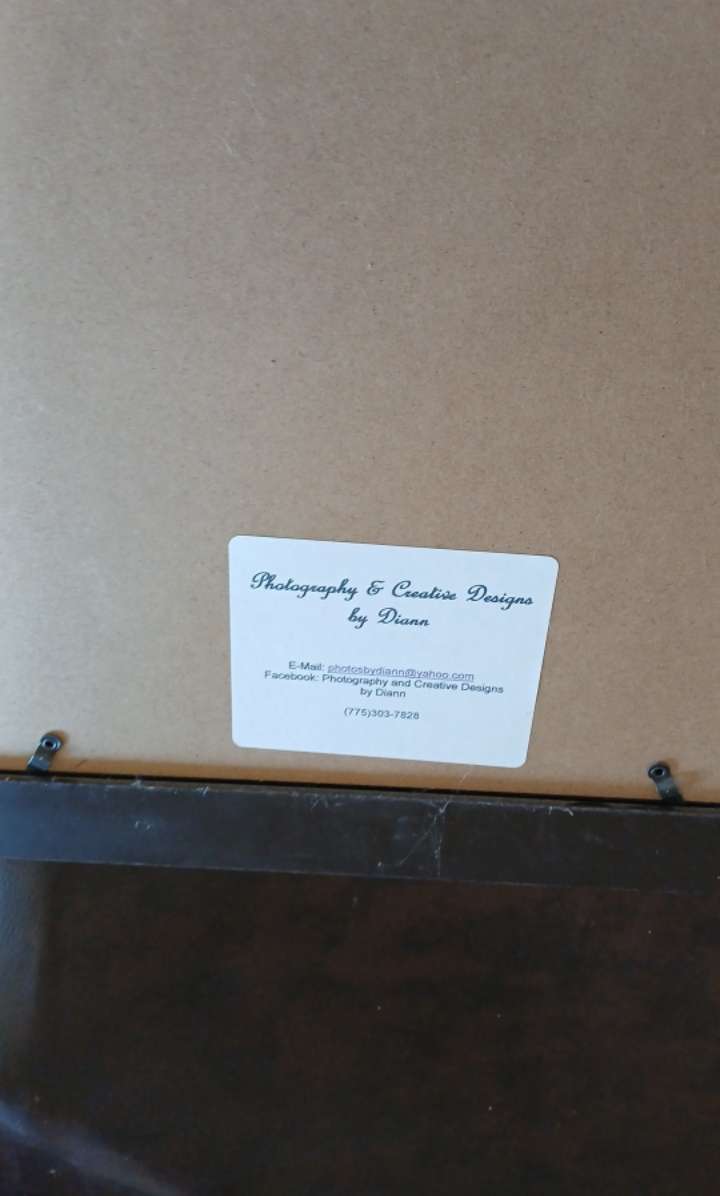 Photography & Creative Designs
by Diann
E-Mail: photosbydiann@yahoo.com
Facebook: Photography and Creative Designs
by Diann
(775)303-7828